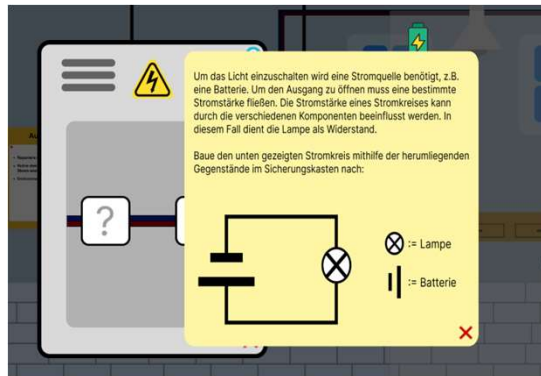 Um das Licht einzuschalten wird eine Stromquelle benötigt, z.B.
eine Batterie. Um den Ausgang zu öffnen muss eine bestimmte
Stromstärke fließen. Die Stromstärke eines Stromkreises kann
durch die verschiedenen Komponenten beeinflusst werden. In
diesem Fall dient die Lampe als Widerstand.
Baue den unten gezeigten Stromkreis mithilfe der herumliegenden
Gegenstände im Sicherungskasten nach:
?
:= Lampe
:= Batterie